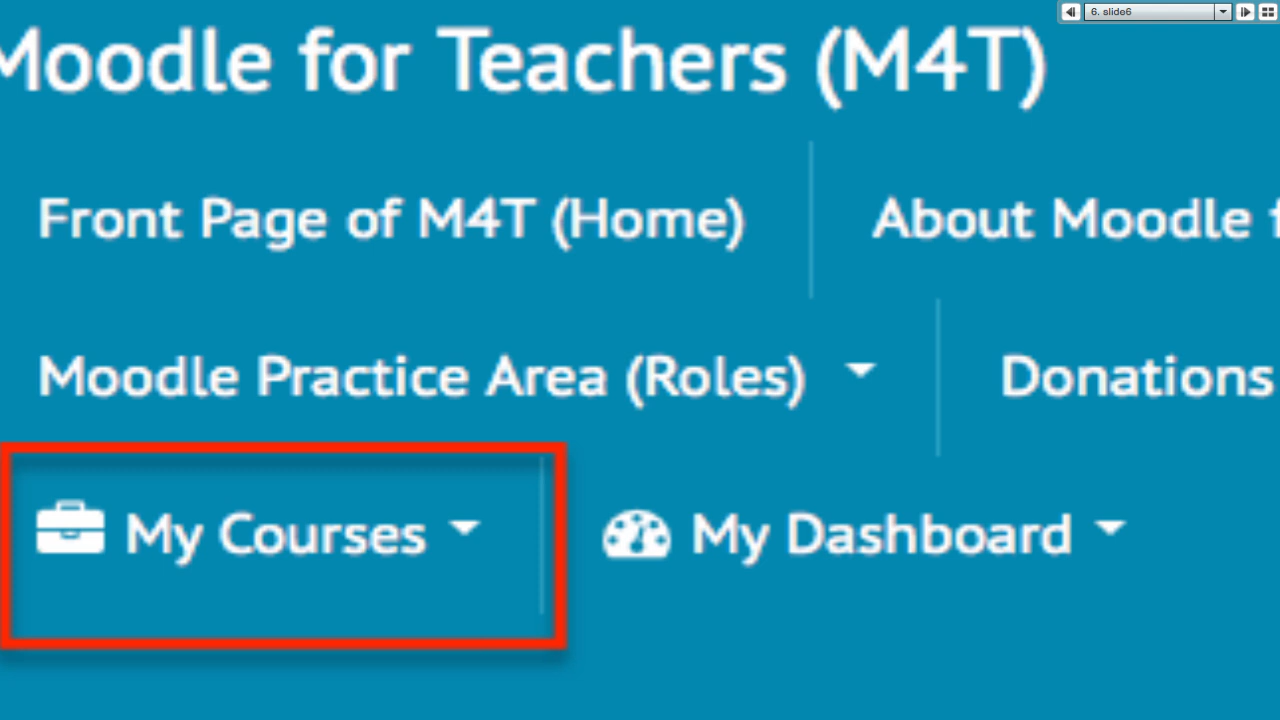 6. slide6
Moodle for Teachers (M4T)
Front Page of M4T (Home)
About Moodle
Moodle Practice Area (Roles)
Donations
My Courses
My Dashboard